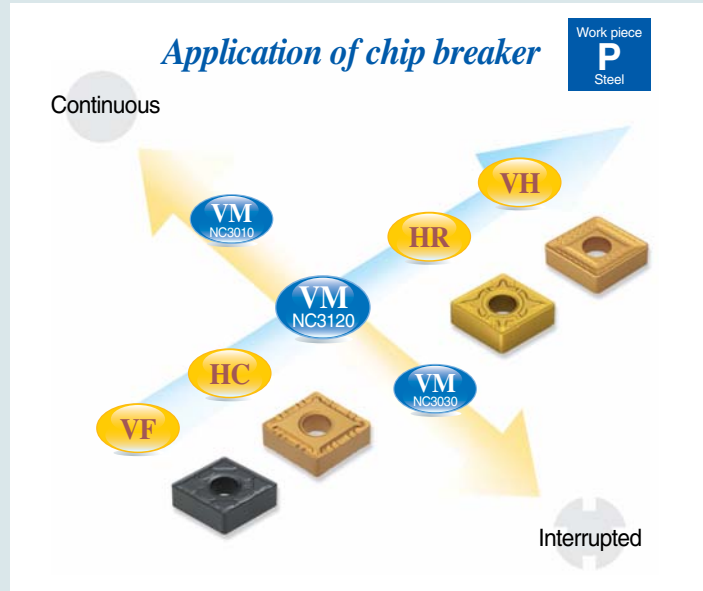 Application of chip breaker
Work piece
P
Steel
Continuous
VH
VM
NC3010
HR
VM
NC3120
HC
VM
NC3030
VF
Interrupted